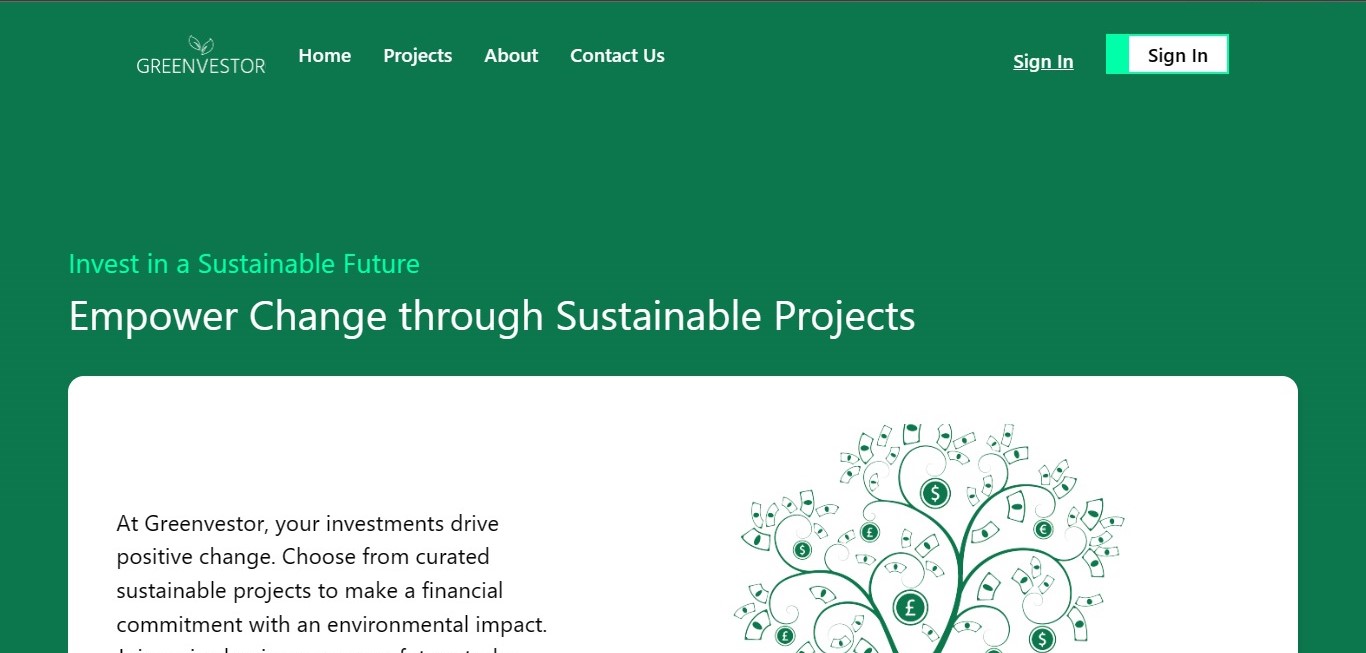 GREENVESTOR
Home Projects About Contact Us
Sign In
Sign In
Invest in a Sustainable Future
Empower Change through Sustainable Projects
At Greenvestor, your investments drive
positive change. Choose from curated
sustainable projects to make a financial
commitment with an environmental impact.
$
£
€
$
£
£
$